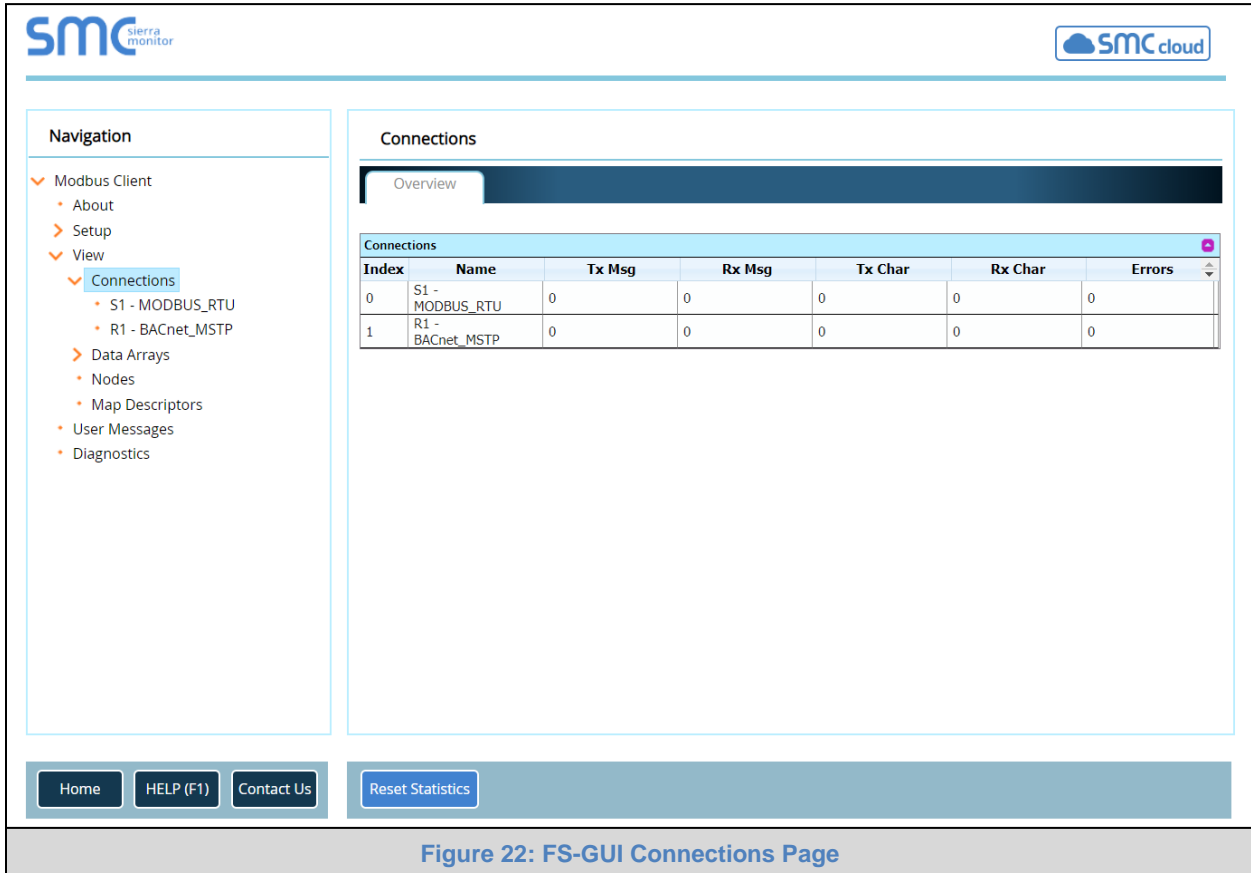 SMC sierra monitor
SMC cloud
Navigation
Modbus Client
About
Setup
View
Connections
S1 - MODBUS_RTU
R1 - BACnet_MSTP
Data Arrays
Nodes
Map Descriptors
User Messages
Diagnostics
Connections
Overview
Connections
Index Name Tx Msg Rx Msg Tx Char Rx Char Errors
0 S1 - MODBUS_RTU 0 0 0 0 0
1 R1 - BACnet_MSTP 0 0 0 0 0
Home HELP (F1) Contact Us Reset Statistics
Figure 22: FS-GUI Connections Page